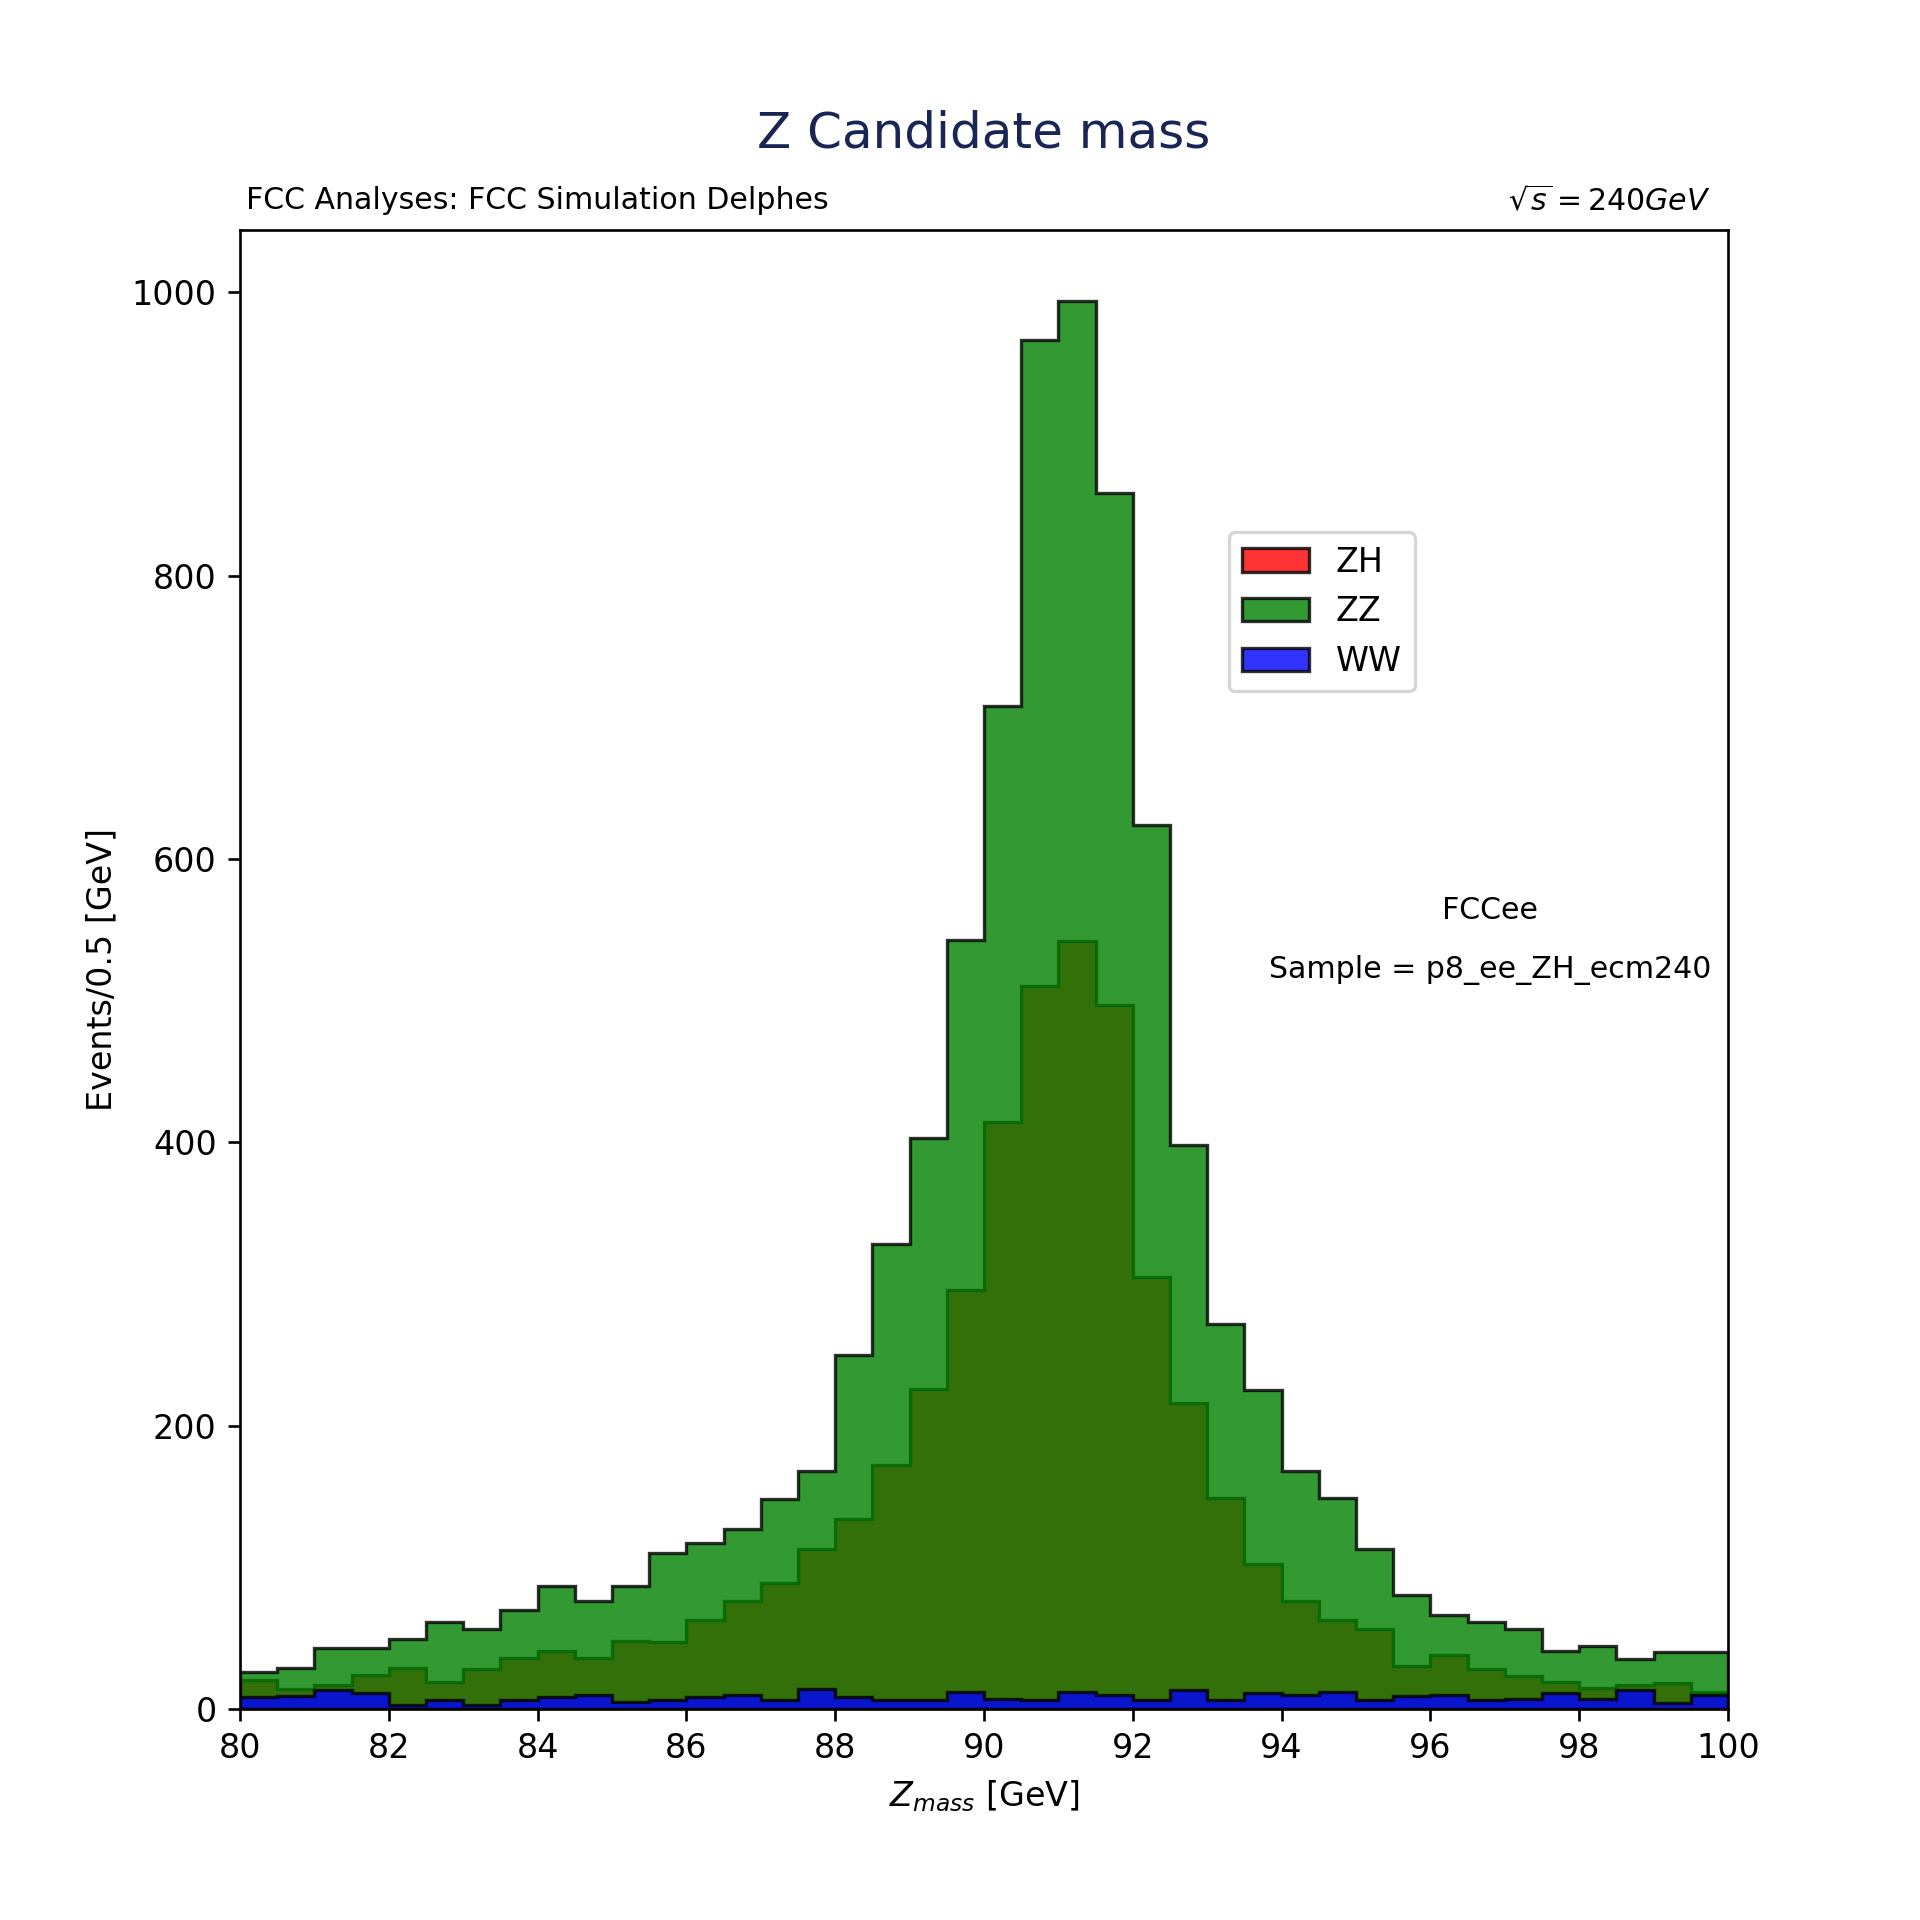 Z Candidate mass
FCC Analyses: FCC Simulation Delphes
√s = 240GeV
1000
800
600
400
200
0
Events/0.5 [GeV]
ZH
ZZ
WW
FCCee
Sample = p8_ee_ZH_ecm240
80 82 84 86 88 90 92 94 96 98 100
Z_mass [GeV]